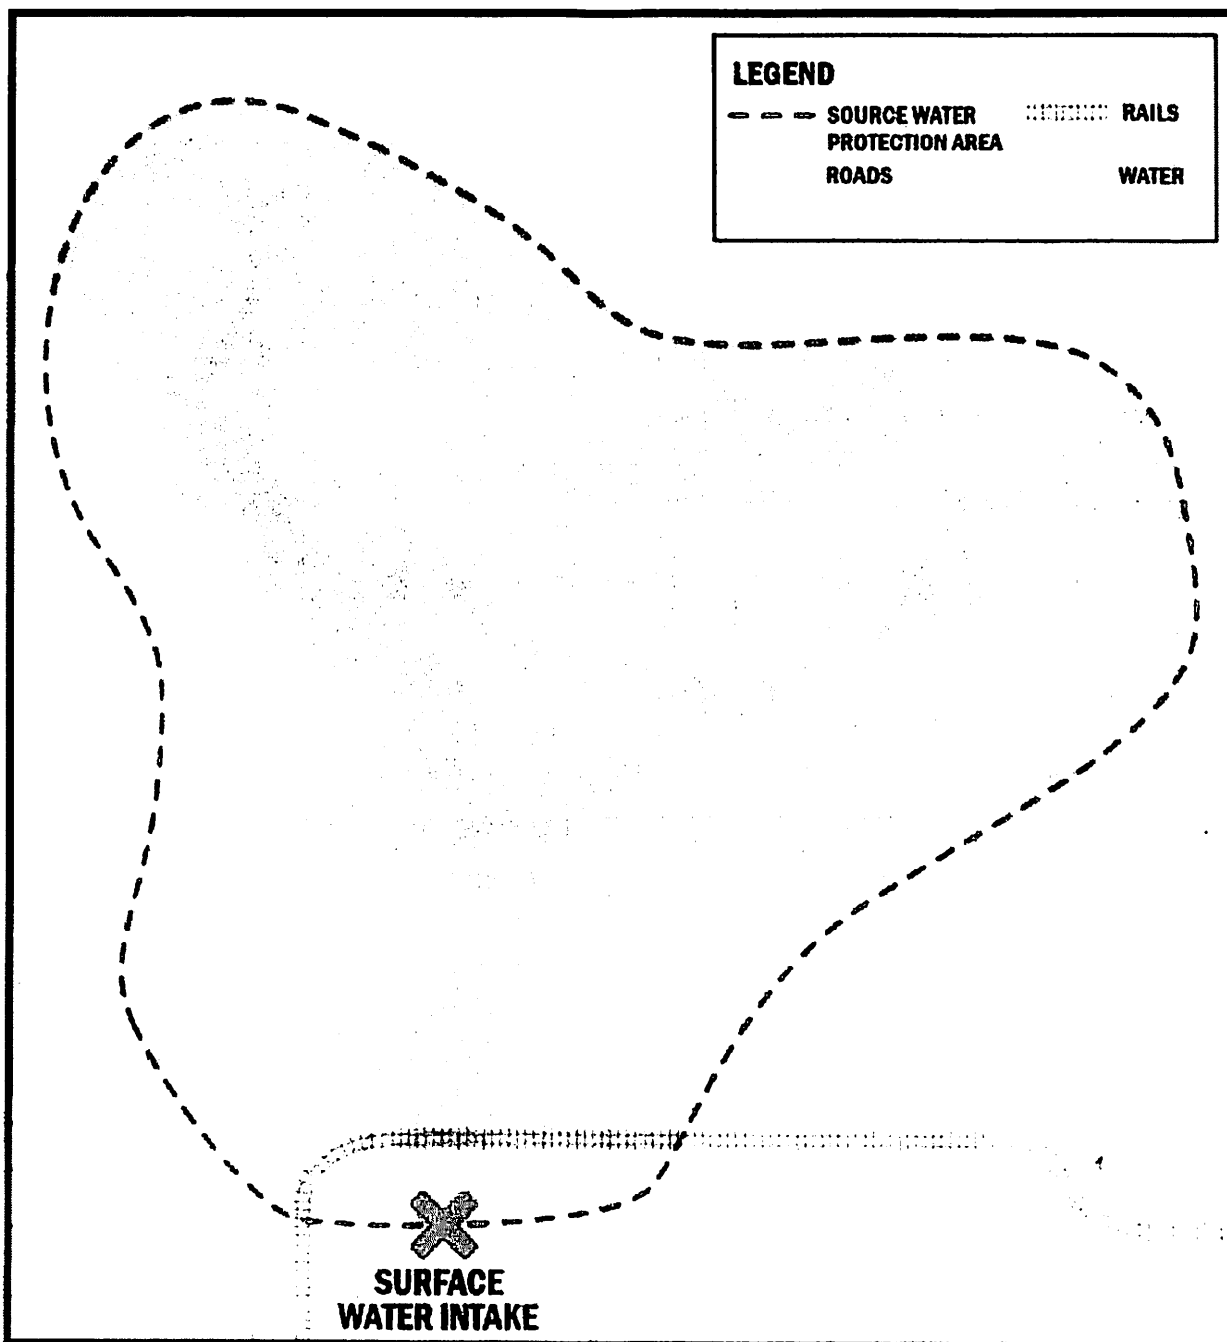 LEGEND
SOURCE WATER
PROTECTION AREA
RAILS
ROADS
WATER
SURFACE
WATER INTAKE